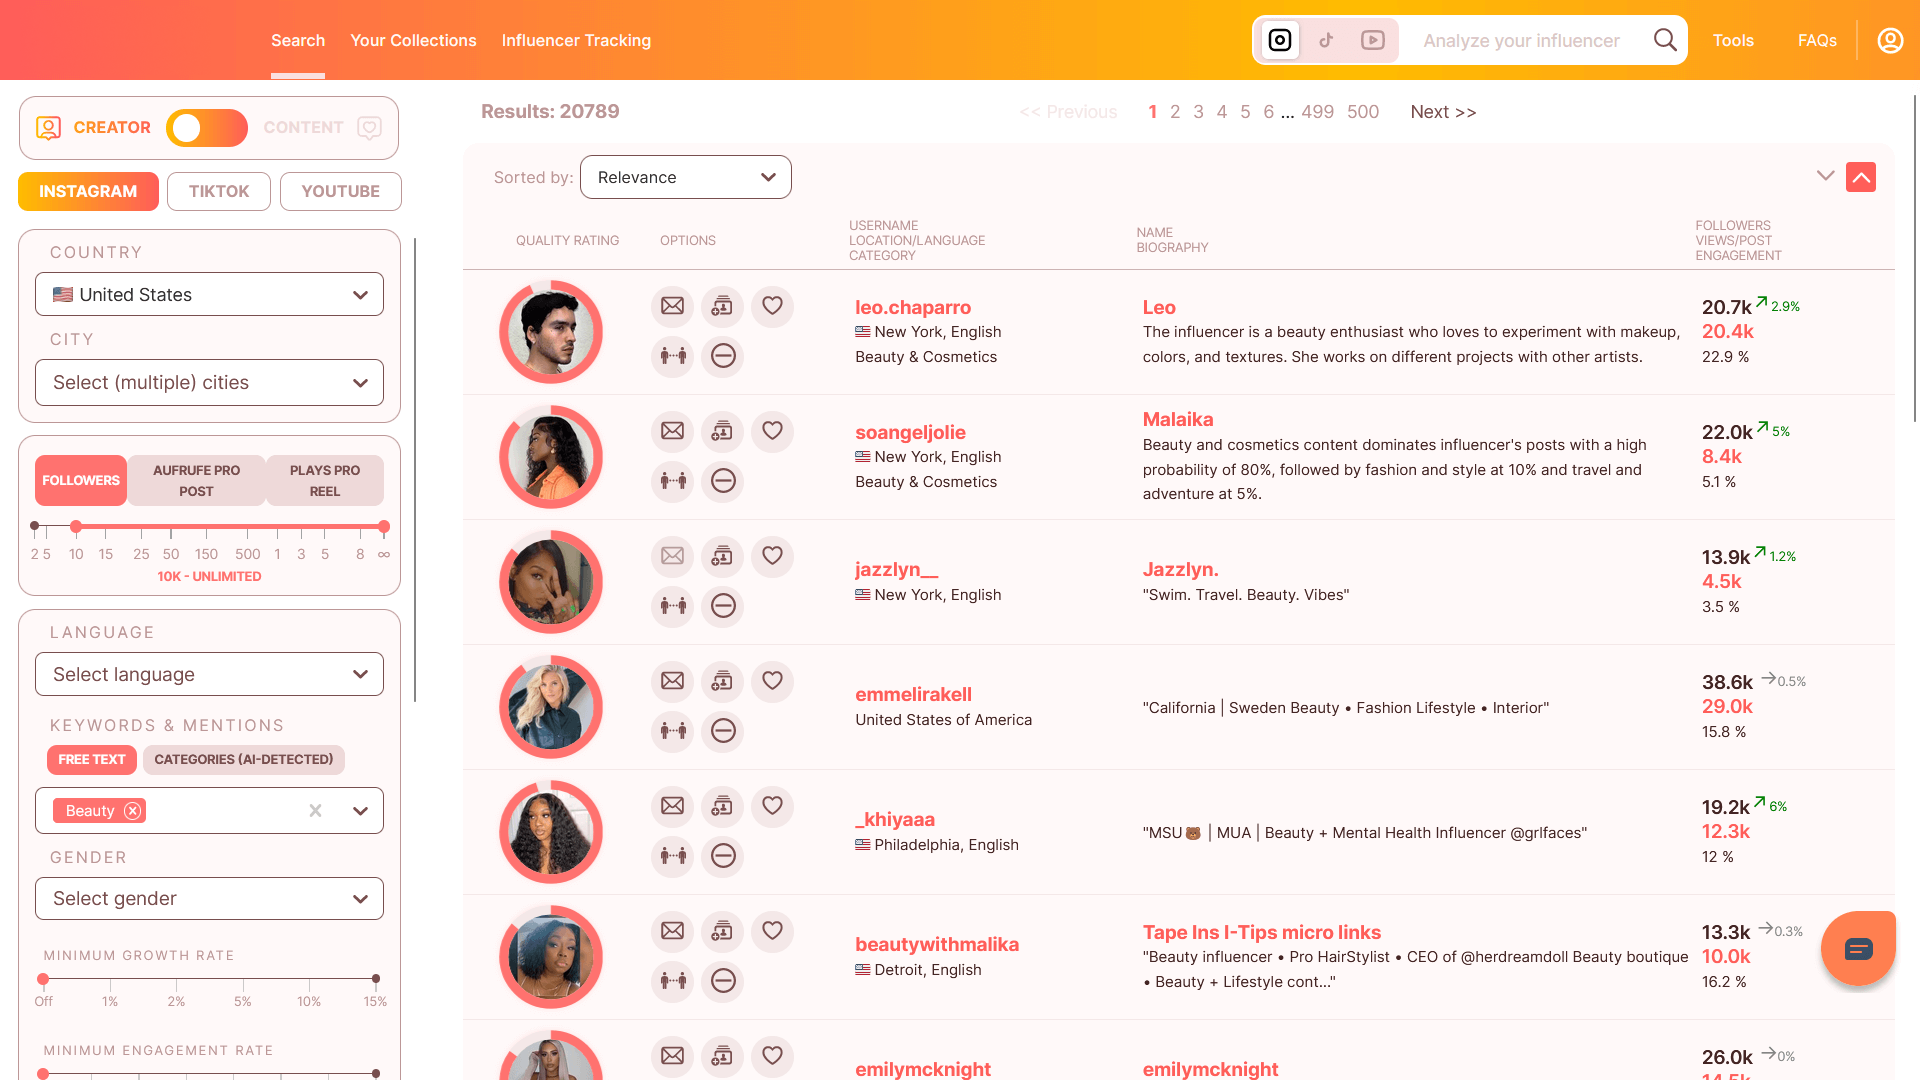 Search
Your Collections
Influencer Tracking
Analyze your influencer
Tools
FAQs
CREATOR
CONTENT
INSTAGRAM
TIKTOK
YOUTUBE
COUNTRY
🇺🇸 United States
CITY
Select (multiple) cities
FOLLOWERS
AUFRUFE PRO
POST
PLAYS PRO
REEL
2 5 10 15 25 50 150 500 1 3 5 8 ∞
10K - UNLIMITED
LANGUAGE
Select language
KEYWORDS & MENTIONS
FREE TEXT
CATEGORIES (AI-DETECTED)
Beauty
GENDER
Select gender
MINIMUM GROWTH RATE
Off 1% 2% 5% 10% 15%
MINIMUM ENGAGEMENT RATE
Results: 20789
<< Previous 1 2 3 4 5 6 ... 499 500 Next >>
Sorted by: Relevance
QUALITY RATING
OPTIONS
USERNAME
LOCATION/LANGUAGE
CATEGORY
NAME
BIOGRAPHY
FOLLOWERS
VIEWS/POST
ENGAGEMENT
leo.chaparro
New York, English
Beauty & Cosmetics
Leo
The influencer is a beauty enthusiast who loves to experiment with makeup,
colors, and textures. She works on different projects with other artists.
20.7k 2.9%
20.4k
22.9 %
soangeljolie
New York, English
Beauty & Cosmetics
Malaika
Beauty and cosmetics content dominates influencer's posts with a high
probability of 80%, followed by fashion and style at 10% and travel and
adventure at 5%.
22.0k 5%
8.4k
5.1 %
jazzlyn__
New York, English
Jazzlyn.
"Swim. Travel. Beauty. Vibes"
13.9k 1.2%
4.5k
3.5 %
emmelirakell
United States of America
"California | Sweden Beauty • Fashion Lifestyle • Interior"
38.6k 0.5%
29.0k
15.8 %
_khiyaaa
Philadelphia, English
"MSU🐻 | MUA | Beauty + Mental Health Influencer @grlfaces"
19.2k 6%
12.3k
12 %
beautywithmalika
Detroit, English
Tape Ins I-Tips micro links
"Beauty influencer • Pro HairStylist • CEO of @herdreamdoll Beauty boutique
• Beauty + Lifestyle cont..."
13.3k 0.3%
10.0k
16.2 %
emilymcknight
emilymcknight
26.0k 0%
14.5k